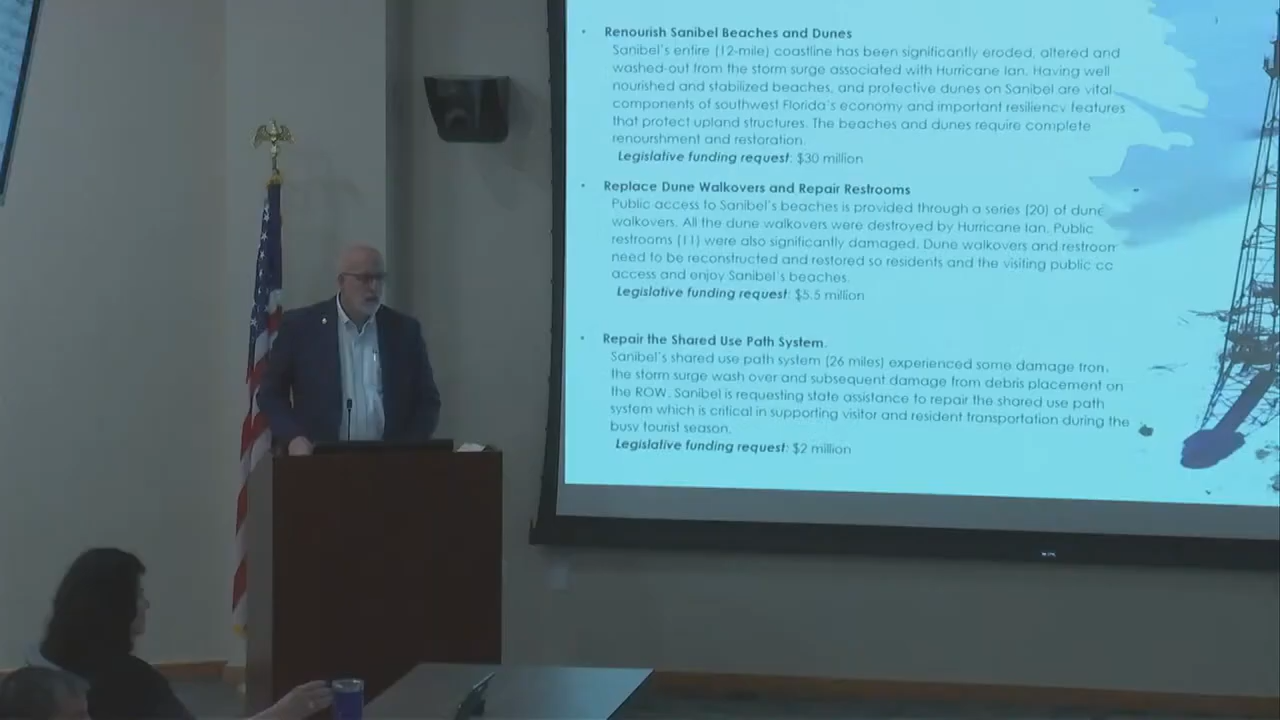 • Renourish Sanibel Beaches and Dunes
Sanibel's entire (12-mile) coastline has been significantly eroded, altered and
washed-out from the storm surge associated with Hurricane Ian. Having well
nourished and stabilized beaches, and protective dunes on Sanibel are vital
components of southwest Florida's economy and important resiliency features
that protect upland structures. The beaches and dunes require complete
renourshment and restoration.
Legislative funding request: $30 million
• Replace Dune Walkovers and Repair Restrooms
Public access to Sanibel's beaches is provided through a series (20) of dune
walkovers. All the dune walkovers were destroyed by Hurricane Ian. Public
restrooms (11) were also significantly damaged. Dune walkovers and restroom
need to be reconstructed and restored so residents and the visiting public
access and enjoy Sanibel's beaches.
Legislative funding request: $5.5 million
• Repair the Shared Use Path System.
Sanibel's shared use path system (26 miles) experienced some damage
the storm surge wash over and subsequent damage from debris placement on
the ROW. Sanibel is requesting state assistance to repair the shared use path
system which is critical in supporting visitor and resident transportation during the
busy tourist season.
Legislative funding request: $2 million